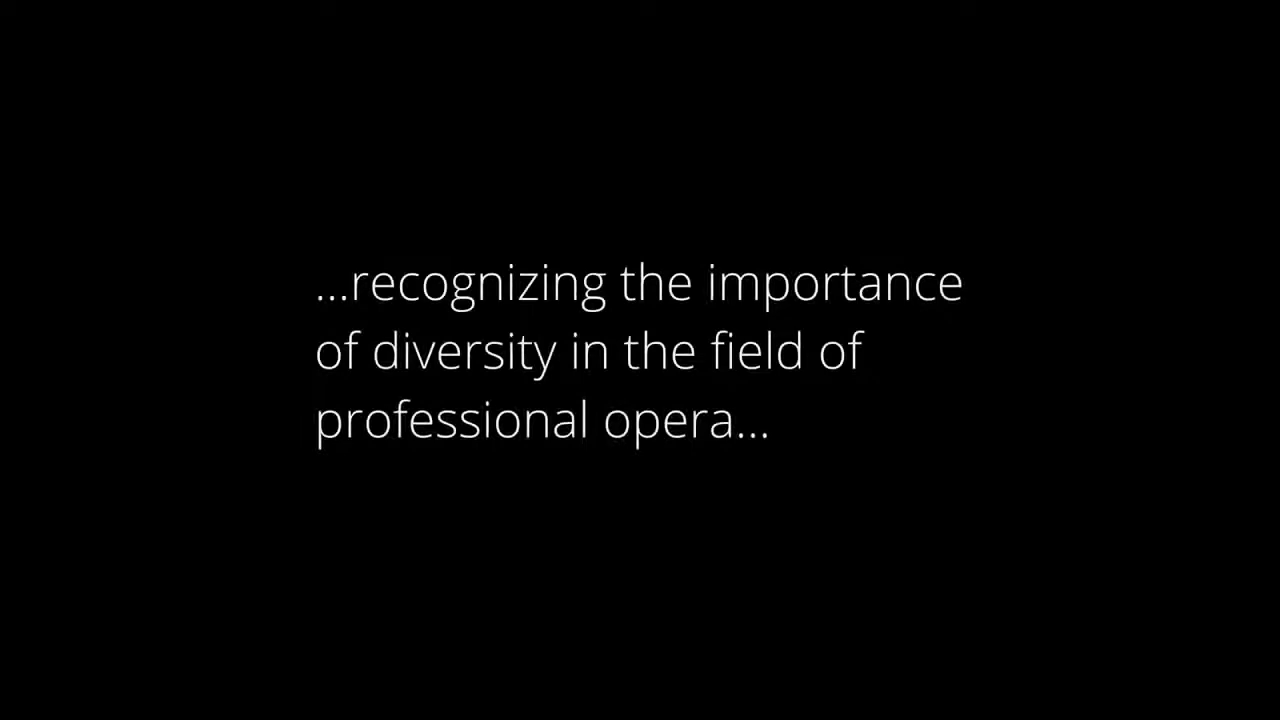 ...recognizing the importance
of diversity in the field of
professional opera...